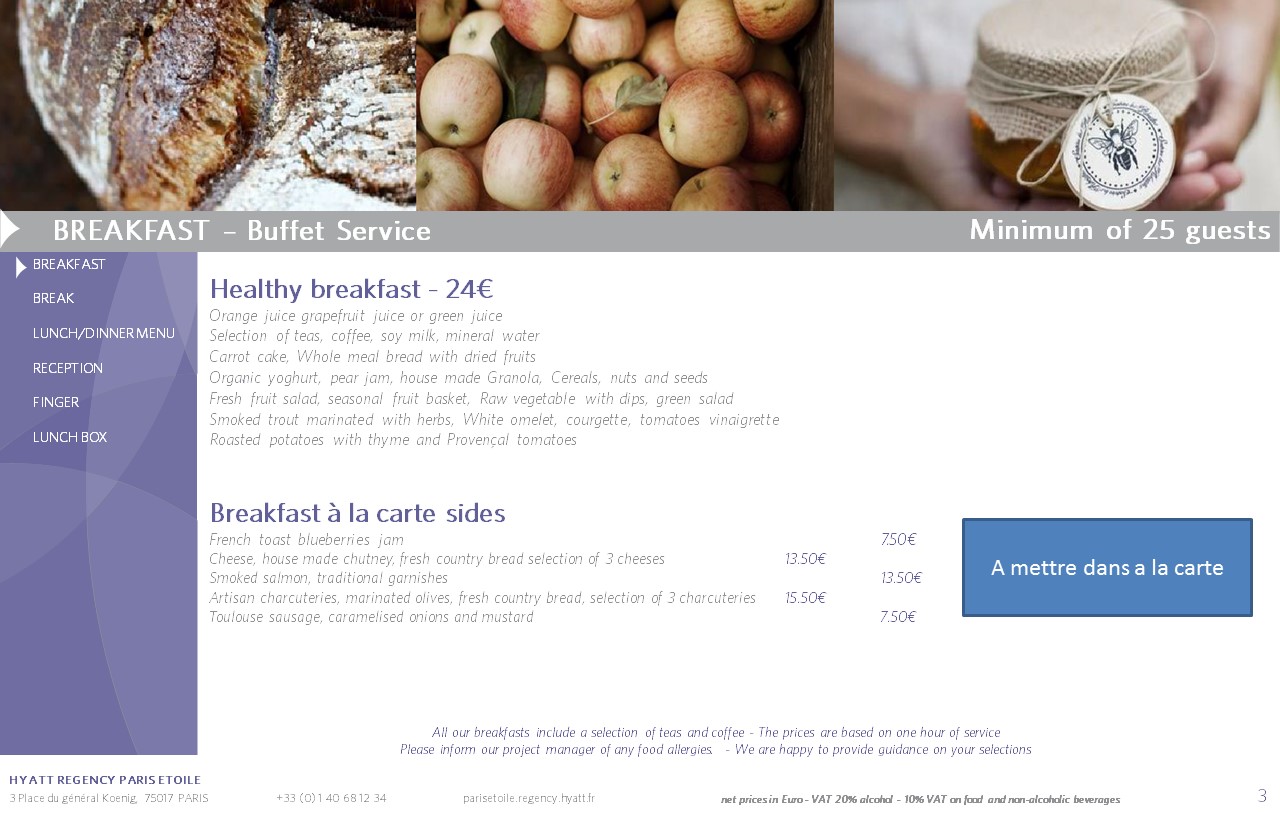 BREAKFAST – Buffet Service
Minimum of 25 guests
BREAKFAST
BREAK
LUNCH/DINNER MENU
RECEPTION
FINGER
LUNCH BOX
Healthy breakfast - 24€
Orange juice grapefruit juice or green juice
Selection of teas, coffee, soy milk, mineral water
Carrot cake, Whole meal bread with dried fruits
Organic yoghurt, pear jam, house made Granola, Cereals, nuts and seeds
Fresh fruit salad, seasonal fruit basket, Raw vegetable with dips, green salad
Smoked trout marinated with herbs, White omelet, courgette, tomatoes vinaigrette
Roasted potatoes with thyme and Provençal tomatoes
Breakfast à la carte sides
French toast blueberries jam 7.50€
Cheese, house made chutney, fresh country bread selection of 3 cheeses 13.50€
Smoked salmon, traditional garnishes 13.50€
Artisan charcuteries, marinated olives, fresh country bread, selection of 3 charcuteries 15.50€
Toulouse sausage, caramelised onions and mustard 7.50€
A mettre dans a la carte
All our breakfasts include a selection of teas and coffee - The prices are based on one hour of service
Please inform our project manager of any food allergies. - We are happy to provide guidance on your selections
HYATT REGENCY PARIS ETOILE
3 Place du général Koenig, 75017 PARIS +33 (0) 1 40 68 12 34 parisetoile.regency.hyatt.fr net prices in Euro - VAT 20% alcohol - 10% VAT on food and non-alcoholic beverages 3